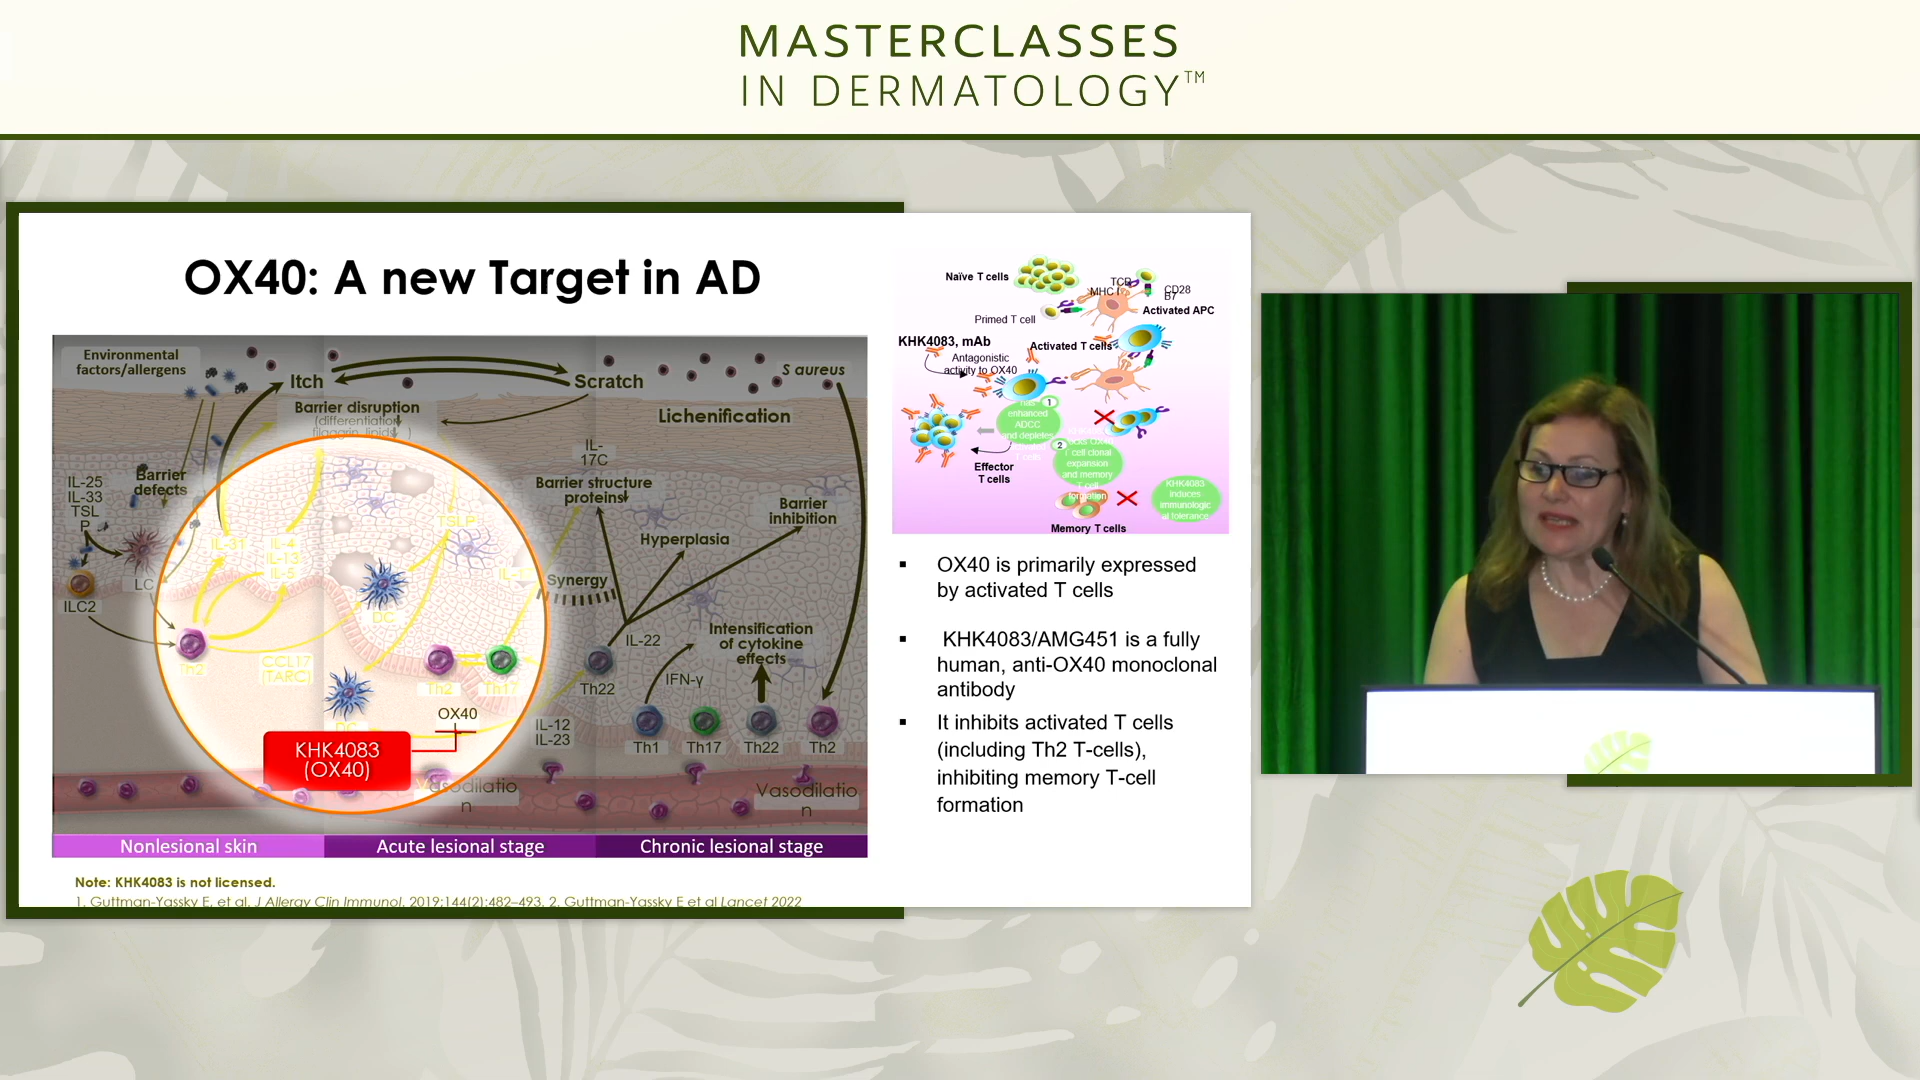 MASTERCLASSES
IN DERMATOLOGY™
OX40: A new Target in AD
Environmental
factors/allergens
Itch
Scratch
S aureus
Barrier disruption
(differentiation
filaggrin, lipids
Lichenification
IL-25
IL-33
TSL
P
Barrier
defects
IL-
17C
Barrier structure
proteins
Barrier
inhibition
Hyperplasia
TSLP
IL-31
IL-4
IL-13
IL-5
LC
ILC2
Synergy
DC
Th2
CCL17
(TARC)
Th2
Th17
IL-22
Intensification
of cytokine
effects
IFN-γ
Th22
OX40
KHK4083
(OX40)
IL-12
IL-23
Th1
Th17
Th22
Th2
Vasodilatio
n
Nonlesional skin
Acute lesional stage
Chronic lesional stage
Note: KHK4083 is not licensed.
1. Guttman-Yassky E, et al. J Allergy Clin Immunol. 2019;144(2):482–493. 2. Guttman-Yassky E et al Lancet 2022
Naïve T cells
TCR
MHC
CD28
B7
Activated APC
Primed T cell
KHK4083, mAb
Activated T cells
Antagonistic
activity to OX40
1
enhanced
ADCC
and depletes
2
T cell clonal
expansion
and memory
T cell
formation
Effector
T cells
KHK4083
induces
immunologic
al tolerance
Memory T cells
▪ OX40 is primarily expressed
by activated T cells
▪ KHK4083/AMG451 is a fully
human, anti-OX40 monoclonal
antibody
▪ It inhibits activated T cells
(including Th2 T-cells),
inhibiting memory T-cell
formation